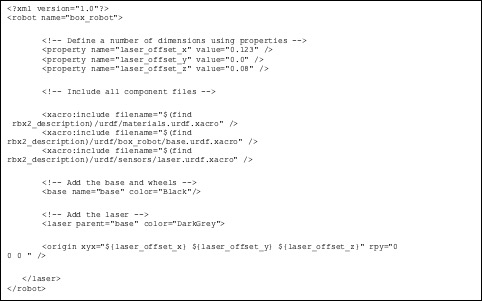 <?xml version="1.0"?>
<robot name="box_robot">
<!-- Define a number of dimensions using properties -->
<property name="laser_offset_x" value="0.123" />
<property name="laser_offset_y" value="0.0" />
<property name="laser_offset_z" value="0.08" />
<!-- Include all component files -->
<xacro:include filename="$(find
rbx2_description)/urdf/materials.urdf.xacro" />
<xacro:include filename="$(find
rbx2_description)/urdf/box_robot/base.urdf.xacro" />
<xacro:include filename="$(find
rbx2_description)/urdf/sensors/laser.urdf.xacro" />
<!-- Add the base and wheels -->
<base name="base" color="Black"/>
<!-- Add the laser -->
<laser parent="base" color="DarkGrey">
<origin xyx="${laser_offset_x} ${laser_offset_y} ${laser_offset_z}" rpy="0
0 0 " />
</laser>
</robot>